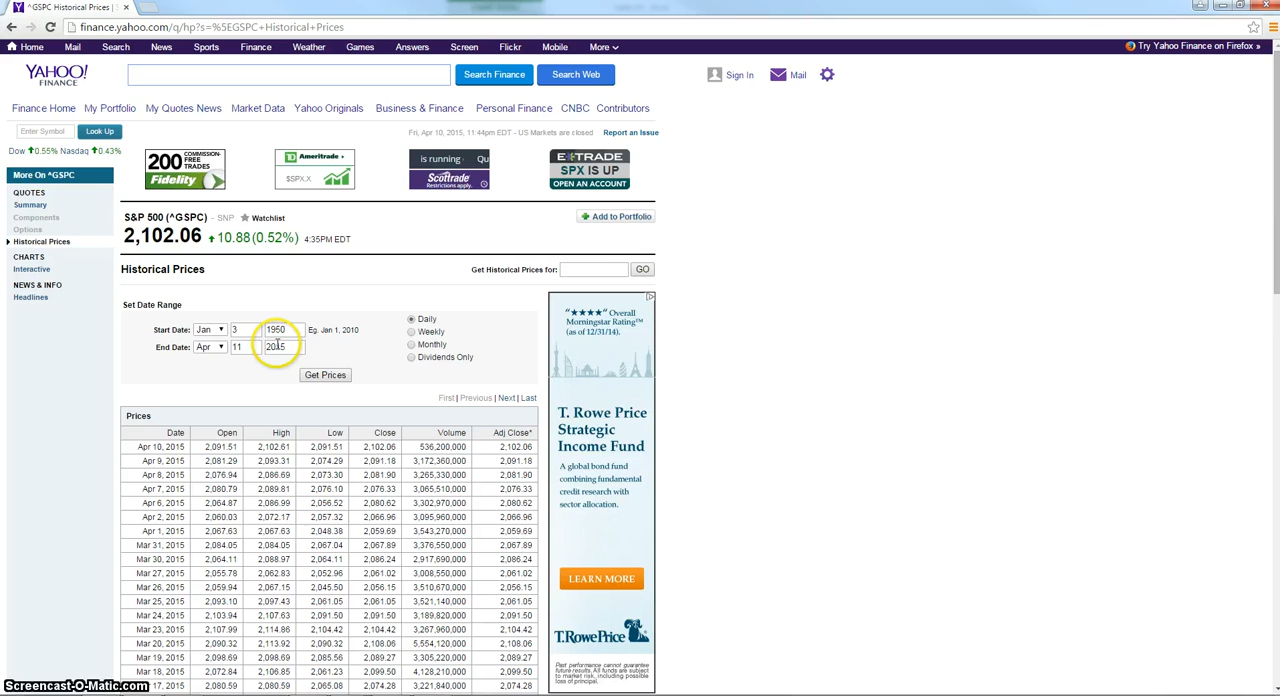 ^GSPC Historical Prices | S
finance.yahoo.com/q/hp?s=%5EGSPC+Historical+Prices
Home Mail Search News Sports Finance Weather Games Answers Screen Flickr Mobile More
Try Yahoo Finance on Firefox »
YAHOO!
FINANCE
Search Finance
Search Web
Sign In
Mail
Finance Home My Portfolio My Quotes News Market Data Yahoo Originals Business & Finance Personal Finance CNBC Contributors
Enter Symbol Look Up
Fri, Apr 10, 2015, 11:44pm EDT - US Markets are closed Report an Issue
Dow 0.55% Nasdaq 0.43%
More On ^GSPC
QUOTES
Summary
Components
Options
Historical Prices
CHARTS
Interactive
NEWS & INFO
Headlines
200 COMMISSION-
FREE
TRADES
Fidelity
Ameritrade
$SPX.X
is running Qu
Scottrade
Restrictions apply.
E*TRADE
SPX IS UP
OPEN AN ACCOUNT
S&P 500 (^GSPC) - SNP Watchlist
Add to Portfolio
2,102.06 10.88(0.52%) 4:35PM EDT
Historical Prices
Get Historical Prices for: GO
Set Date Range
Start Date: Jan 3 1950 Eg. Jan 1, 2010
End Date: Apr 11 2015
Daily
Weekly
Monthly
Dividends Only
Get Prices
First | Previous | Next | Last
Prices
Date Open High Low Close Volume Adj Close*
Apr 10, 2015 2,091.51 2,102.61 2,091.51 2,102.06 536,200,000 2,102.06
Apr 9, 2015 2,081.29 2,093.31 2,074.29 2,091.18 3,172,360,000 2,091.18
Apr 8, 2015 2,076.94 2,086.69 2,073.30 2,081.90 3,265,330,000 2,081.90
Apr 7, 2015 2,080.79 2,089.81 2,076.10 2,076.33 3,065,510,000 2,076.33
Apr 6, 2015 2,064.87 2,086.99 2,056.52 2,080.62 3,302,970,000 2,080.62
Apr 2, 2015 2,060.03 2,072.17 2,057.32 2,066.96 3,095,960,000 2,066.96
Apr 1, 2015 2,067.63 2,067.63 2,048.38 2,059.69 3,543,270,000 2,059.69
Mar 31, 2015 2,084.05 2,084.05 2,067.04 2,067.89 3,376,550,000 2,067.89
Mar 30, 2015 2,064.11 2,088.97 2,064.11 2,086.24 2,917,690,000 2,086.24
Mar 27, 2015 2,055.78 2,062.83 2,052.96 2,061.02 3,008,550,000 2,061.02
Mar 26, 2015 2,059.94 2,067.15 2,045.50 2,056.15 3,510,670,000 2,056.15
Mar 25, 2015 2,093.10 2,097.43 2,061.05 2,061.05 3,521,140,000 2,061.05
Mar 24, 2015 2,103.94 2,107.63 2,091.50 2,091.50 3,189,820,000 2,091.50
Mar 23, 2015 2,107.99 2,114.86 2,104.42 2,104.42 3,267,960,000 2,104.42
Mar 20, 2015 2,090.32 2,113.92 2,090.32 2,108.06 5,554,120,000 2,108.06
Mar 19, 2015 2,098.69 2,098.69 2,085.56 2,089.27 3,305,220,000 2,089.27
Mar 18, 2015 2,072.84 2,106.85 2,061.23 2,099.50 4,128,210,000 2,099.50
17, 2015 2,080.59 2,080.59 2,065.08 2,074.28 3,221,840,000 2,074.28
"★★★★" Overall
Morningstar Rating™
(as of 12/31/14).
T. Rowe Price
Strategic
Income Fund
A global bond fund
combining fundamental
credit research with
sector allocation.
LEARN MORE
T.RowePrice
Past performance cannot guarantee
future results. All funds are subject
to market risk, including possible
loss of principal.
Screencast-O-Matic.com